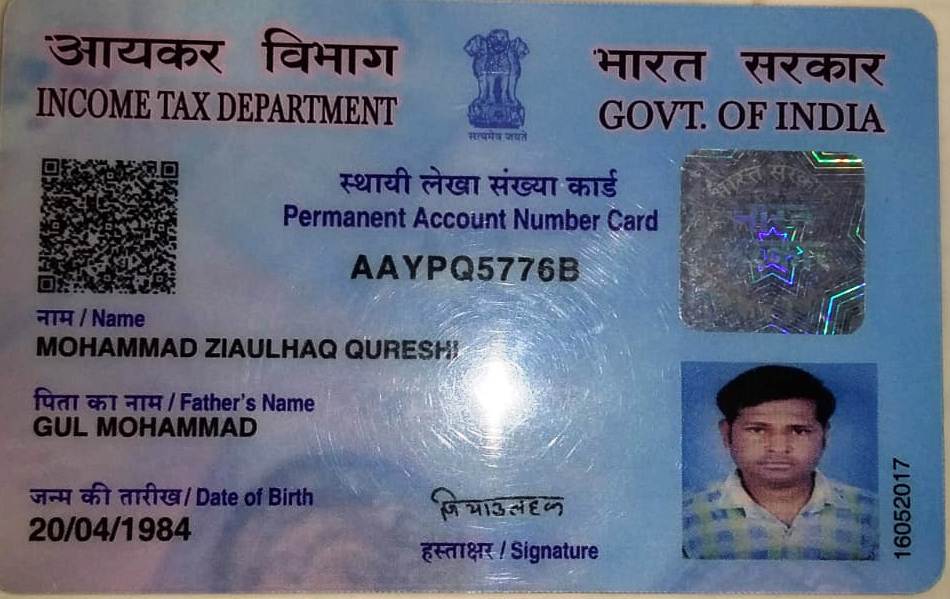 आयकर विभाग
INCOME TAX DEPARTMENT
सत्यमेव जयते
भारत सरकार
GOVT. OF INDIA
स्थायी लेखा संख्या कार्ड
Permanent Account Number Card
AAYPQ5776B
नाम / Name
MOHAMMAD ZIAULHAQ QURESHI
पिता का नाम / Father's Name
GUL MOHAMMAD
जन्म की तारीख / Date of Birth
20/04/1984
जियाउलहक
हस्ताक्षर / Signature
16052017
भारत